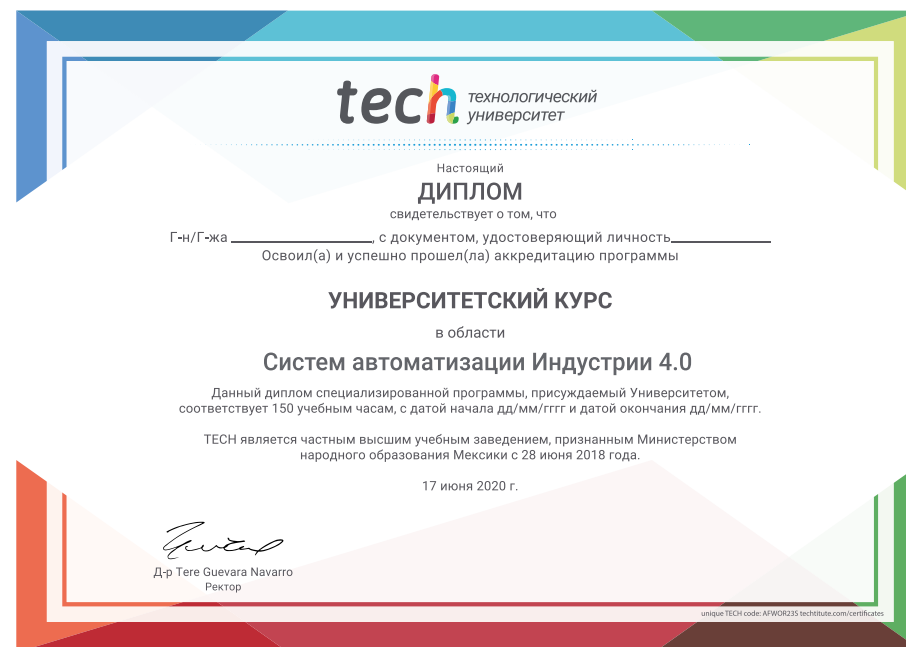 tech технологический
университет
Настоящий
ДИПЛОМ
свидетельствует о том, что
Г-н/Г-жа ____________________, с документом, удостоверяющий личность______________
Освоил(а) и успешно прошел(ла) аккредитацию программы
УНИВЕРСИТЕТСКИЙ КУРС
в области
Систем автоматизации Индустрии 4.0
Данный диплом специализированной программы, присуждаемый Университетом,
соответствует 150 учебным часам, с датой начала дд/мм/гггг и датой окончания дд/мм/гггг.
TECH является частным высшим учебным заведением, признанным Министерством
народного образования Мексики с 28 июня 2018 года.
17 июня 2020 г.
Д-р Tere Guevara Navarro
Ректор
unique TECH code: AFWOR23S techtitute.com/certificates